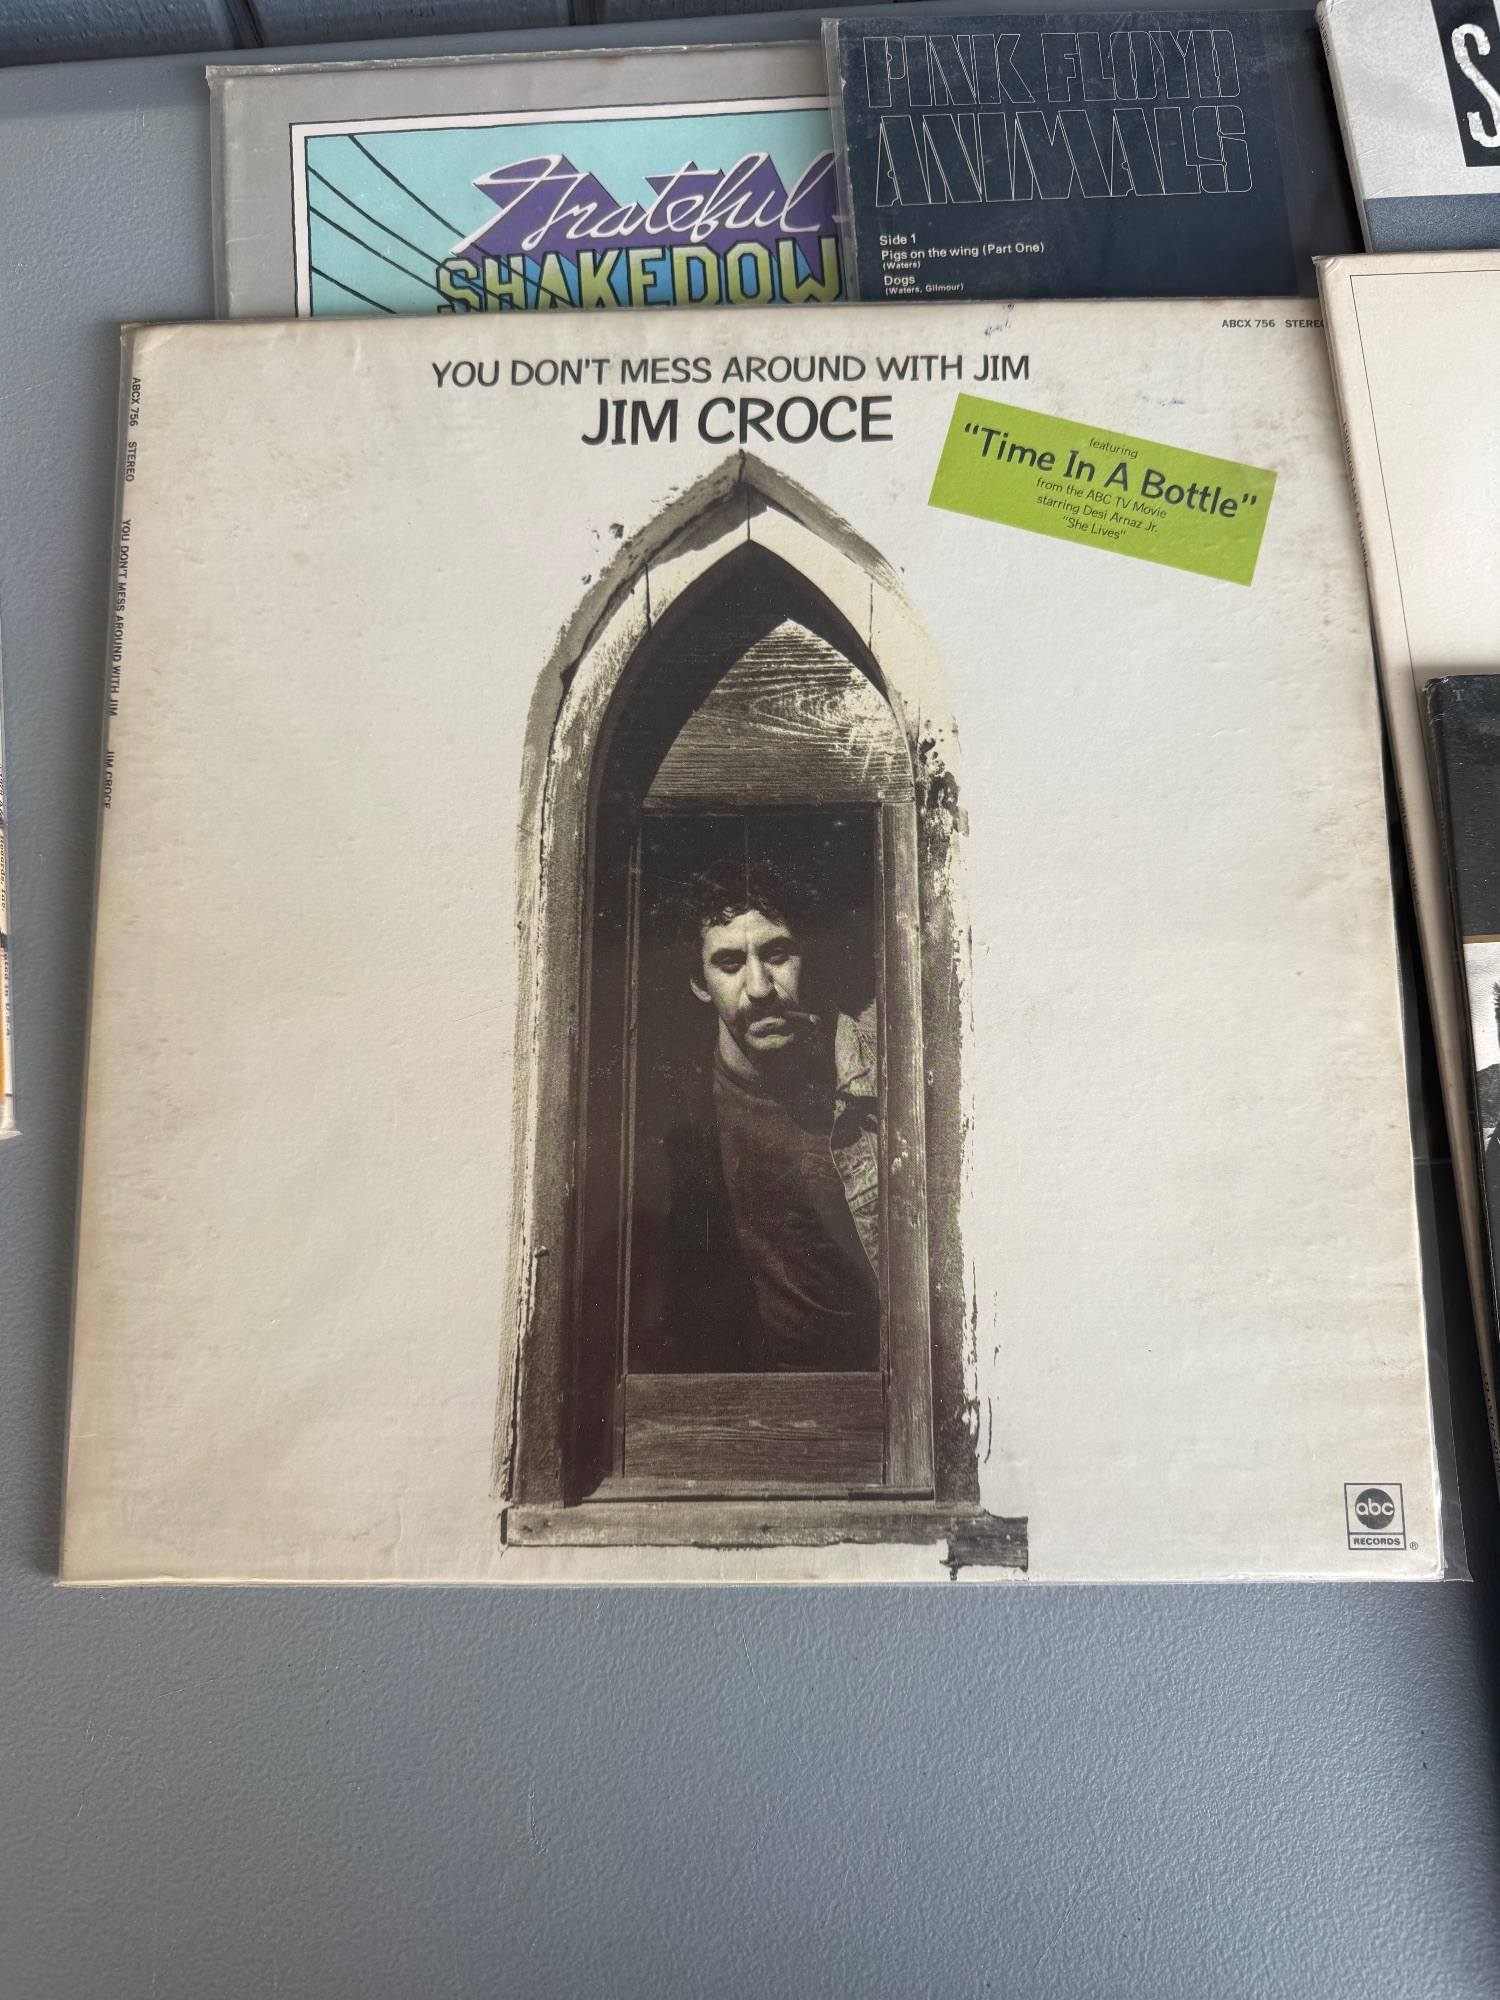 Grateful
SHAKEDOW
PINK FLOYD
ANIMALS
Side 1
Pigs on the wing (Part One)
(Waters)
Dogs
(Waters, Gilmour)
S
ABCX 756 STEREO
YOU DON'T MESS AROUND WITH JIM
JIM CROCE
featuring
"Time In A Bottle"
from the ABC TV Movie
starring Desi Arnaz Jr.
"She Lives"
ABCX 756 STEREO YOU DON'T MESS AROUND WITH JIM JIM CROCE
abc
RECORDS ®
T